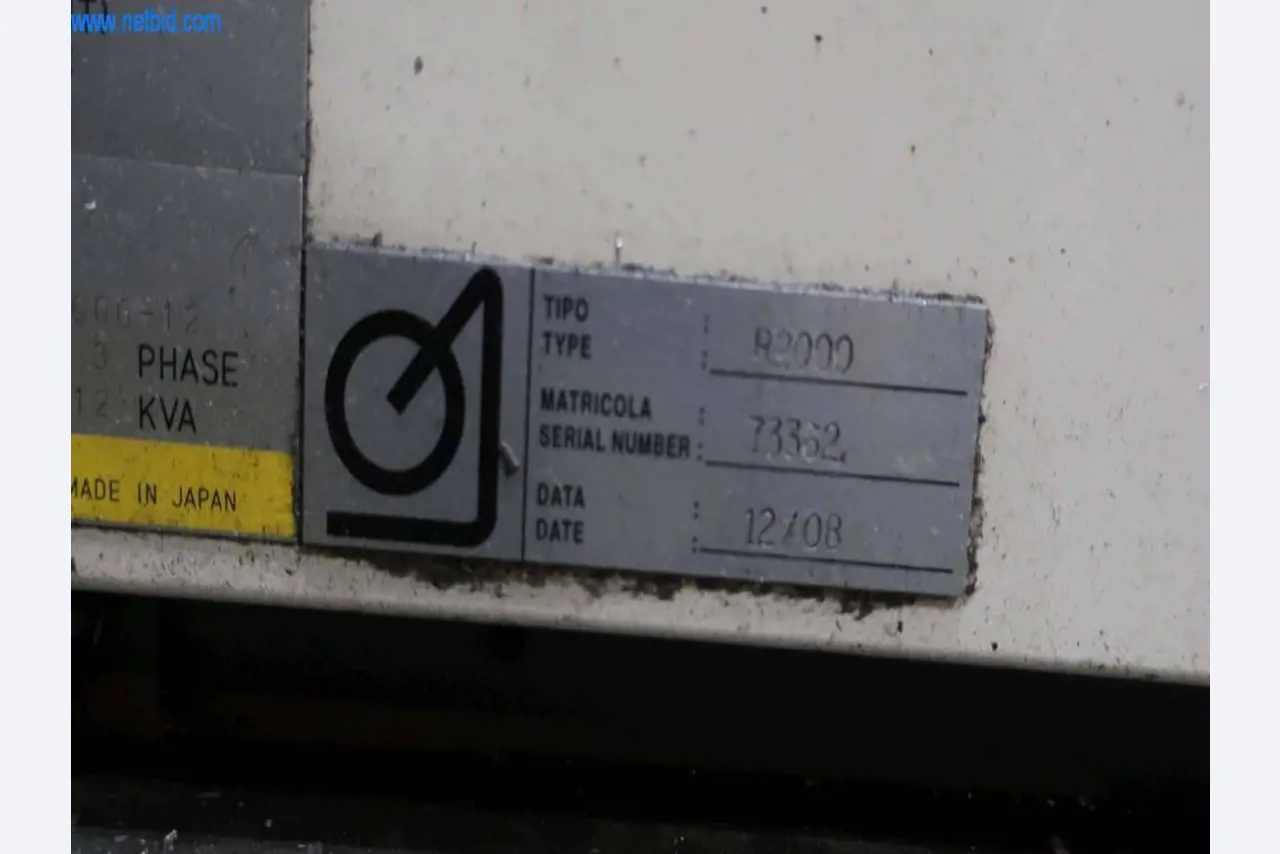 www.netbid.com
PHASE
KVA
MADE IN JAPAN
TIPO :
TYPE : R2000
MATRICOLA :
SERIAL NUMBER : 73362
DATA :
DATE : 12/08